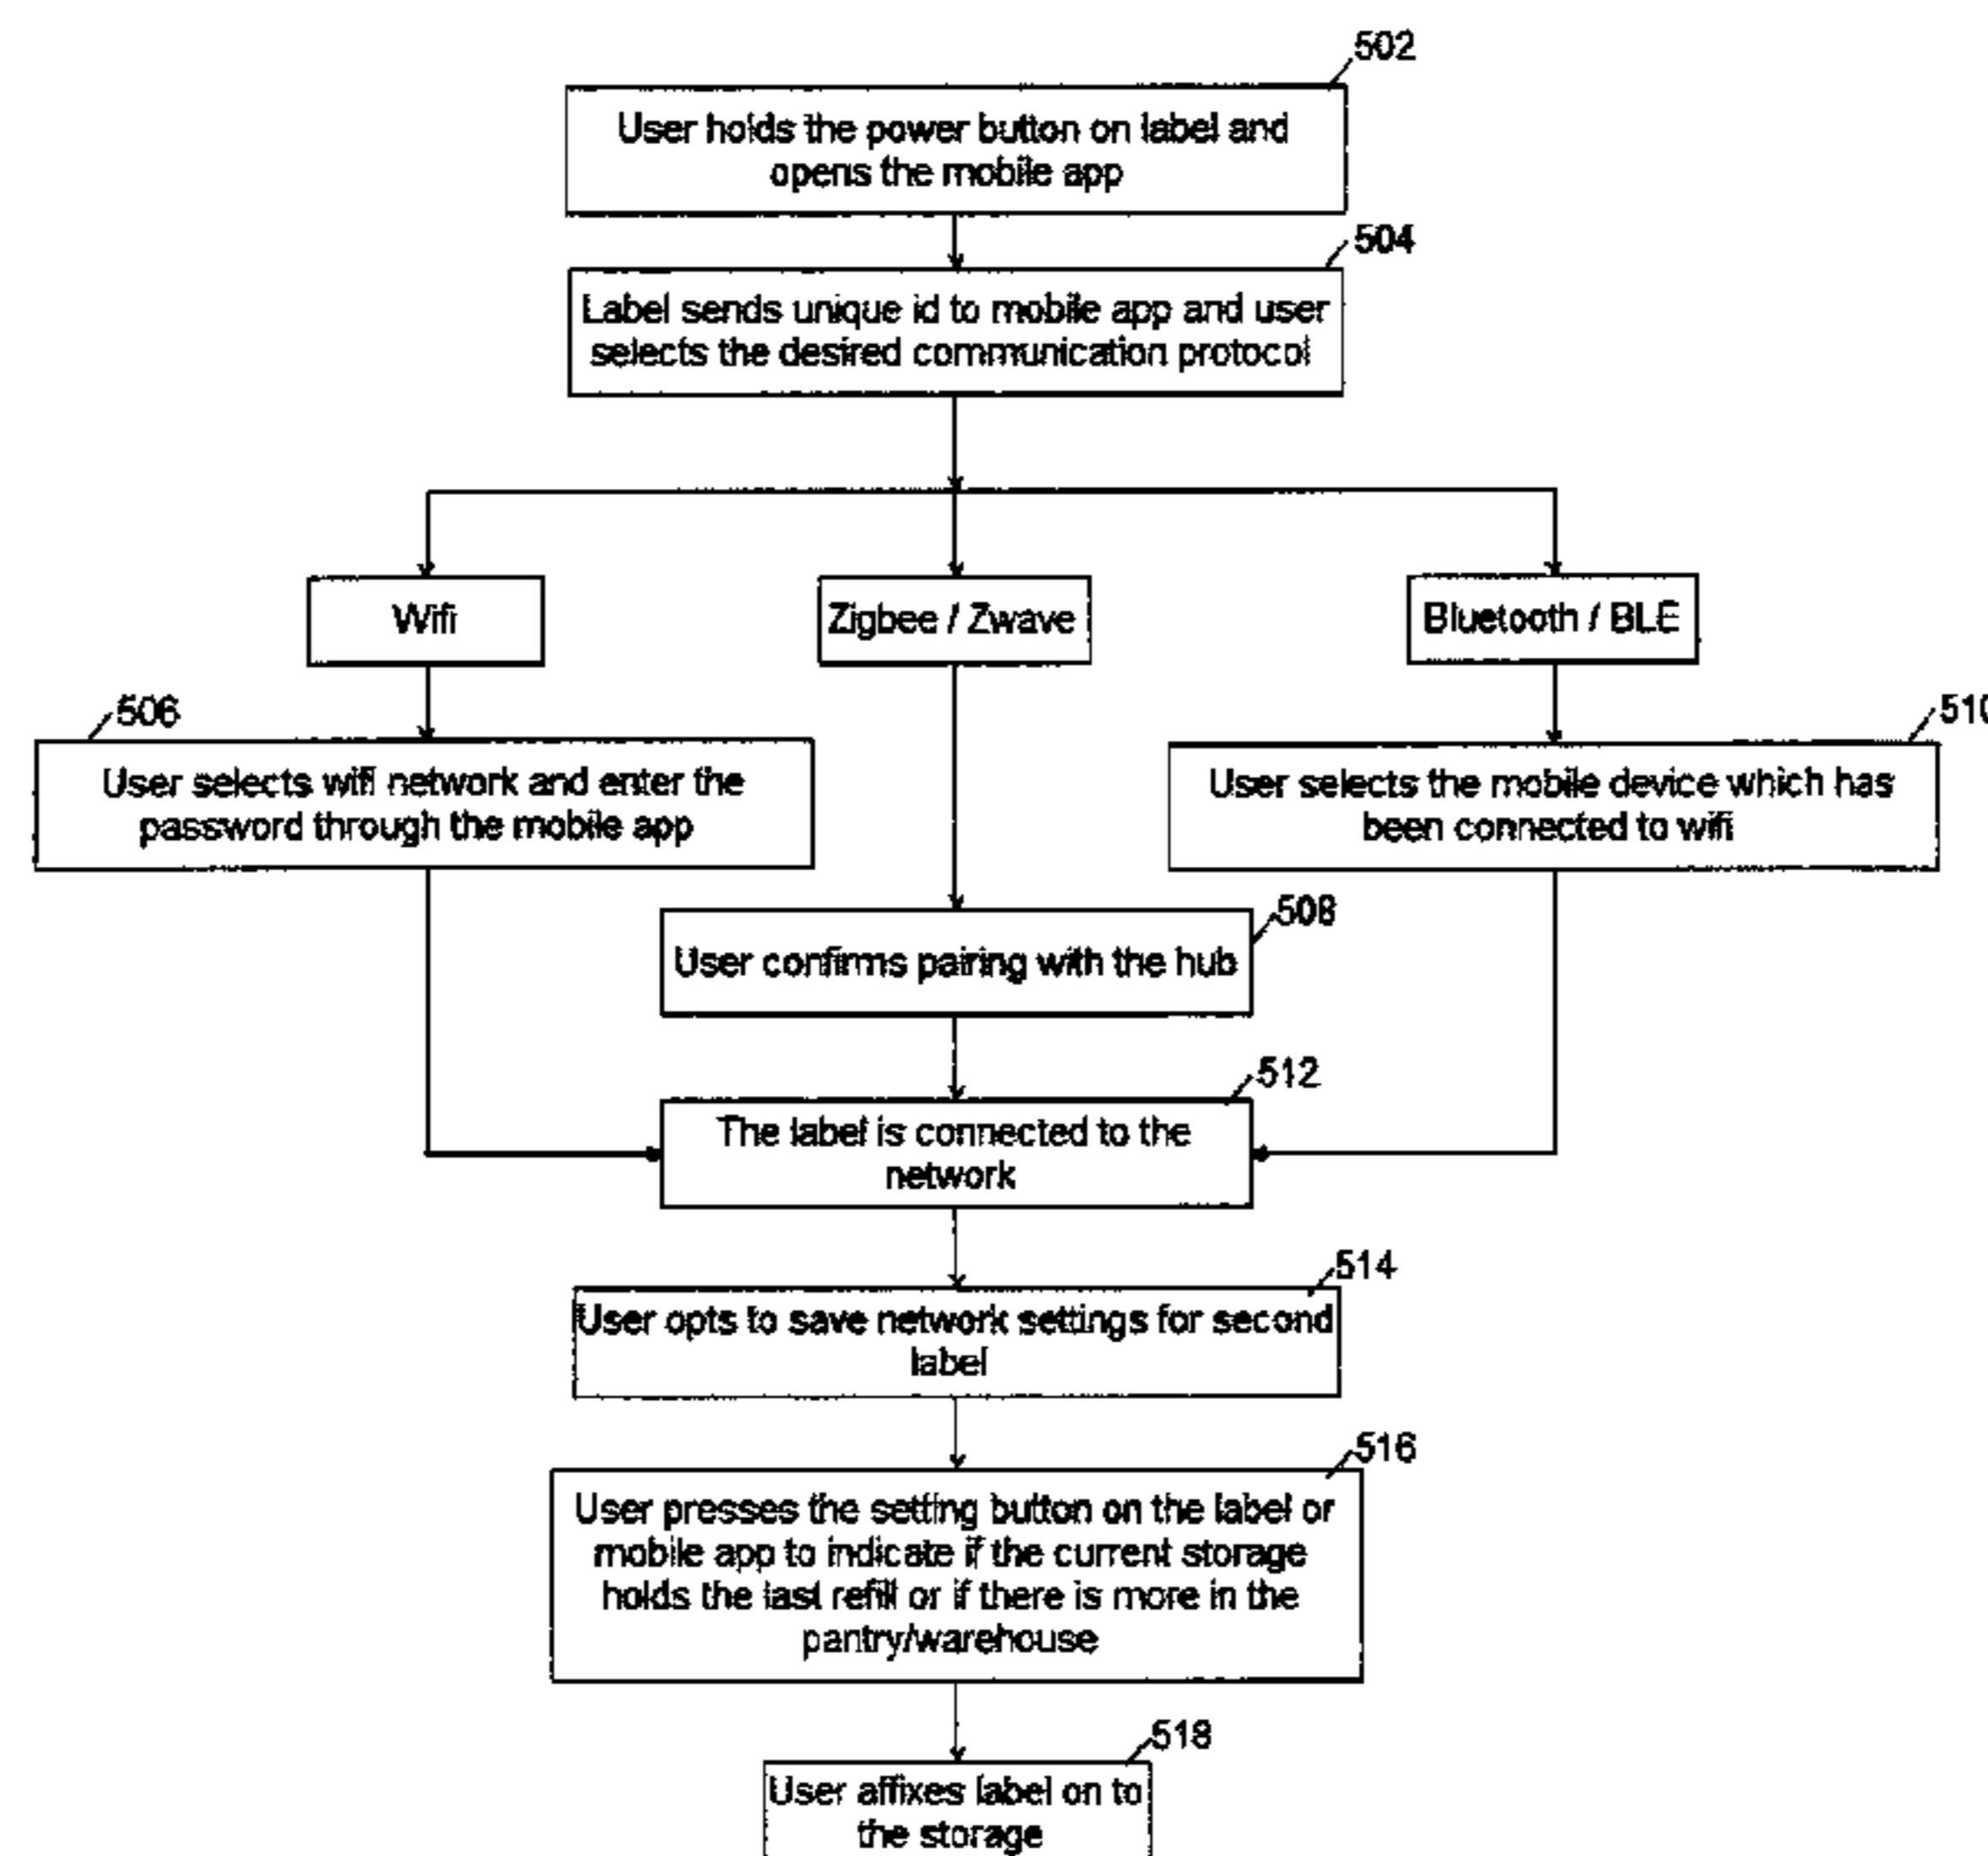 502
User holds the power button on label and
opens the mobile app
504
Label sends unique id to mobile app and user
selects the desired communication protocol
Wifi
Zigbee / Zwave
Bluetooth / BLE
506
User selects wifi network and enter the
password through the mobile app
510
User selects the mobile device which has
been connected to wifi
508
User confirms pairing with the hub
512
The label is connected to the
network
514
User opts to save network settings for second
label
516
User presses the setting button on the label or
mobile app to indicate if the current storage
holds the last refill or if there is more in the
pantry/warehouse
518
User affixes label on to
the storage